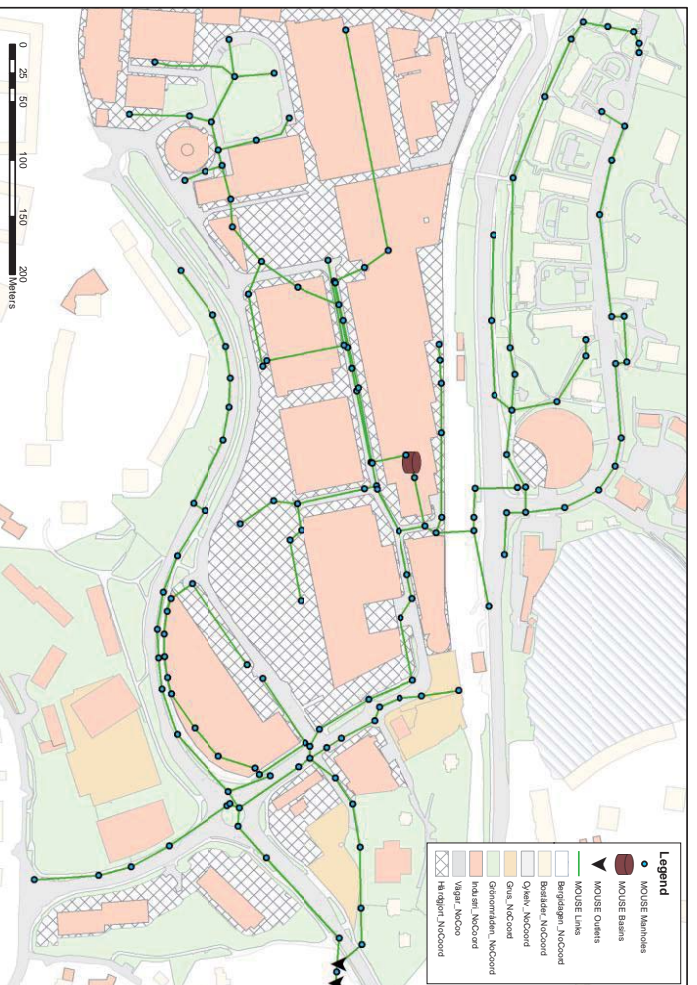 Legend
MOUSE Manholes
MOUSE Basins
MOUSE Outlets
MOUSE Links
Bergidagen_NoCoord
Bostäder_NoCoord
Cykelv_NoCoord
Grus_NoCoord
Grönområden_NoCoord
Industri_NoCoord
Vägar_NoCoo
Hårdgjort_NoCoord
0 25 50 100 150 200
Meters